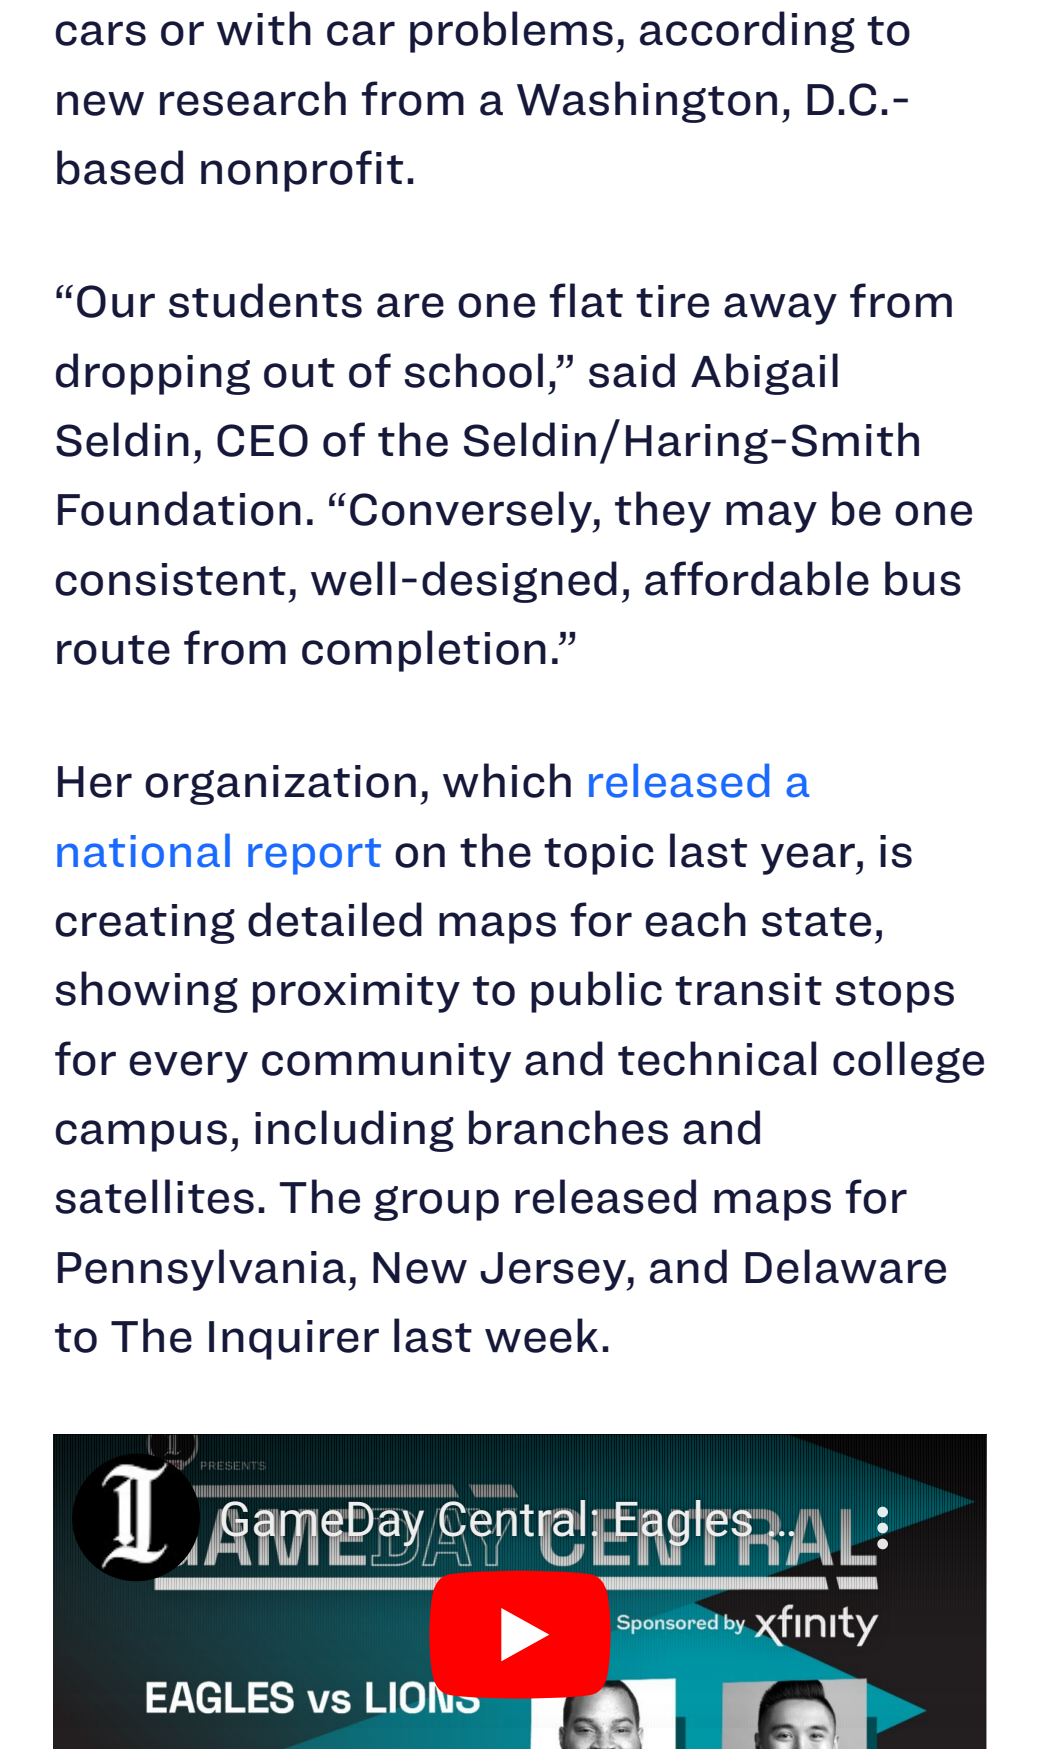 cars or with car problems, according to
new research from a Washington, D.C.-
based nonprofit.
“Our students are one flat tire away from
dropping out of school,” said Abigail
Seldin, CEO of the Seldin/Haring-Smith
Foundation. “Conversely, they may be one
consistent, well-designed, affordable bus
route from completion.”
Her organization, which released a
national report on the topic last year, is
creating detailed maps for each state,
showing proximity to public transit stops
for every community and technical college
campus, including branches and
satellites. The group released maps for
Pennsylvania, New Jersey, and Delaware
to The Inquirer last week.
PRESENTS
GameDay Central: Eagles ...
GAMEDAY CENTRAL
Sponsored by xfinity
EAGLES vs LIONS